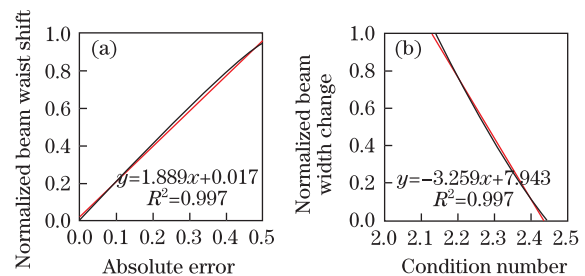 (a)
Normalized beam waist shift
1.0
0.8
0.6
0.4
0.2
0.0
y=1.889x+0.017
R²=0.997
0.0 0.1 0.2 0.3 0.4 0.5
Absolute error
(b)
Normalized beam
width change
1.0
0.8
0.6
0.4
0.2
0.0
y=−3.259x+7.943
R²=0.997
2.0 2.1 2.2 2.3 2.4 2.5
Condition number